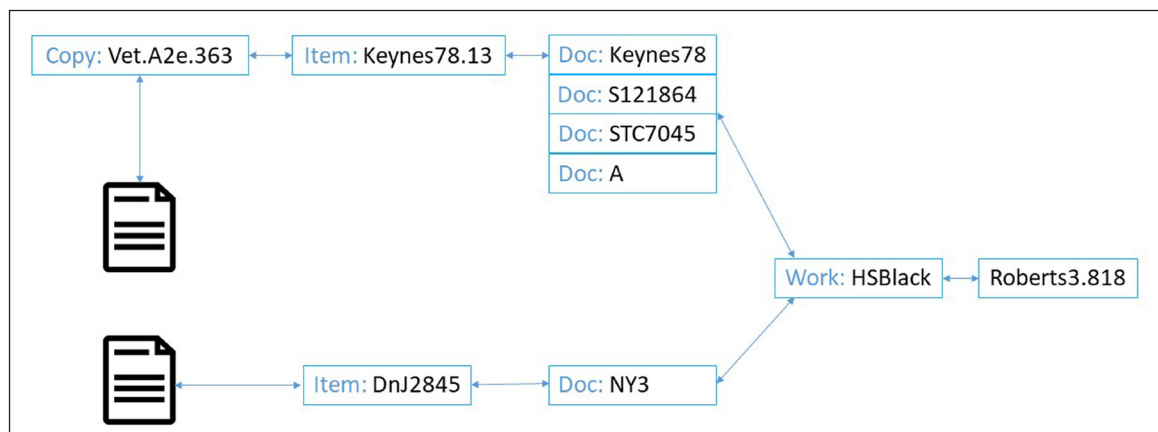 Copy: Vet.A2e.363
Item: Keynes78.13
Doc: Keynes78
Doc: S121864
Doc: STC7045
Doc: A
Work: HSBlack
Roberts3.818
Item: DnJ2845
Doc: NY3